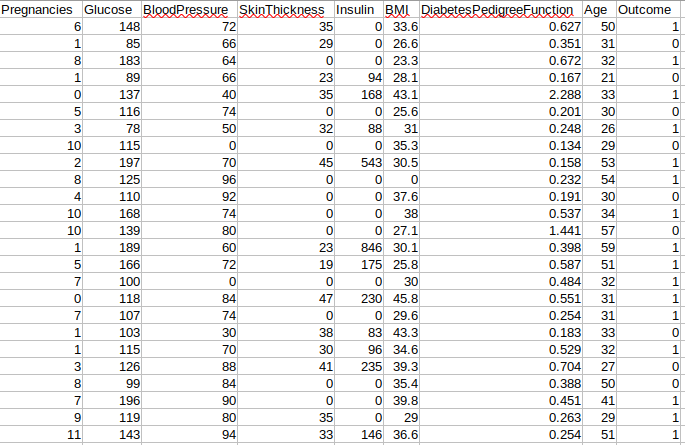 Pregnancies Glucose BloodPressure SkinThickness Insulin BMI DiabetesPedigreeFunction Age Outcome
6 148 72 35 0 33.6 0.627 50 1
1 85 66 29 0 26.6 0.351 31 0
8 183 64 0 0 23.3 0.672 32 1
1 89 66 23 94 28.1 0.167 21 0
0 137 40 35 168 43.1 2.288 33 1
5 116 74 0 0 25.6 0.201 30 0
3 78 50 32 88 31 0.248 26 1
10 115 0 0 0 35.3 0.134 29 0
2 197 70 45 543 30.5 0.158 53 1
8 125 96 0 0 0 0.232 54 1
4 110 92 0 0 37.6 0.191 30 0
10 168 74 0 0 38 0.537 34 1
10 139 80 0 0 27.1 1.441 57 0
1 189 60 23 846 30.1 0.398 59 1
5 166 72 19 175 25.8 0.587 51 1
7 100 0 0 0 30 0.484 32 1
0 118 84 47 230 45.8 0.551 31 1
7 107 74 0 0 29.6 0.254 31 1
1 103 30 38 83 43.3 0.183 33 0
1 115 70 30 96 34.6 0.529 32 1
3 126 88 41 235 39.3 0.704 27 0
8 99 84 0 0 35.4 0.388 50 0
7 196 90 0 0 39.8 0.451 41 1
9 119 80 35 0 29 0.263 29 1
11 143 94 33 146 36.6 0.254 51 1